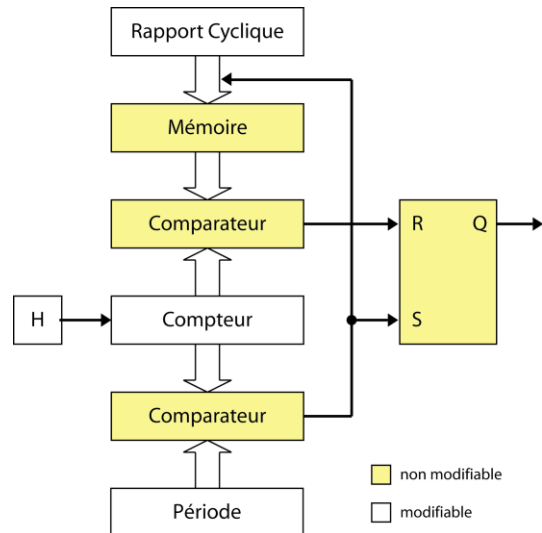 Rapport Cyclique
Mémoire
Comparateur
R Q
H
Compteur
S
Comparateur
Période
non modifiable
modifiable